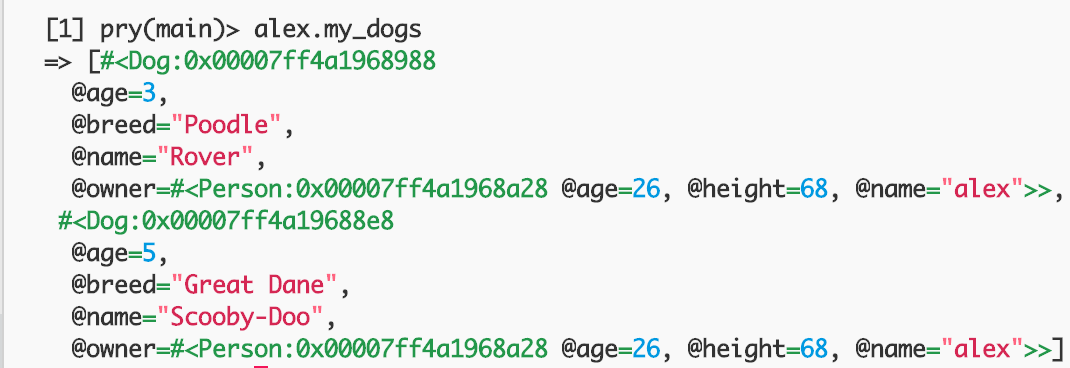 [1] pry(main)> alex.my_dogs
=> [#<Dog:0x00007ff4a1968988
@age=3,
@breed="Poodle",
@name="Rover",
@owner=#<Person:0x00007ff4a1968a28 @age=26, @height=68, @name="alex">>,
#<Dog:0x00007ff4a19688e8
@age=5,
@breed="Great Dane",
@name="Scooby-Doo",
@owner=#<Person:0x00007ff4a1968a28 @age=26, @height=68, @name="alex">>]